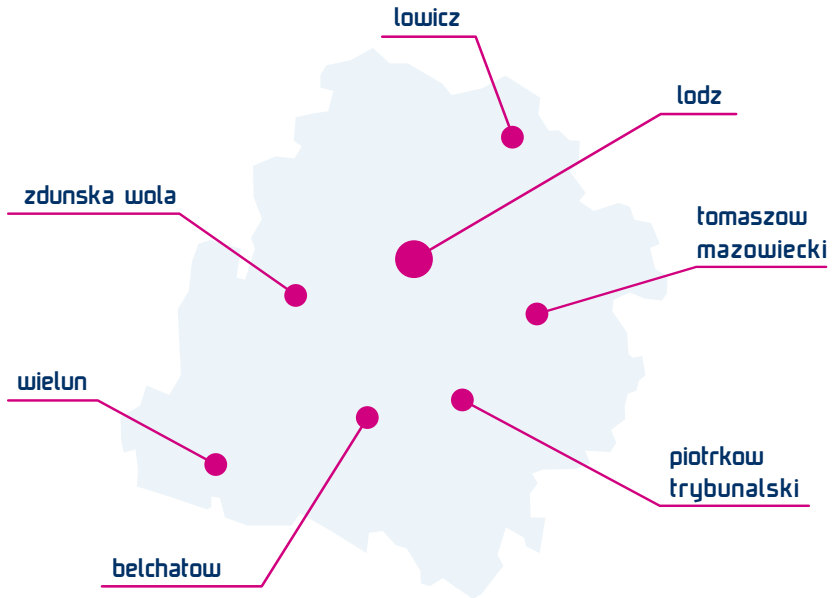 lowicz
lodz
zdunska wola
tomaszow
mazowiecki
wielun
piotrkow
trybunalski
belchatow